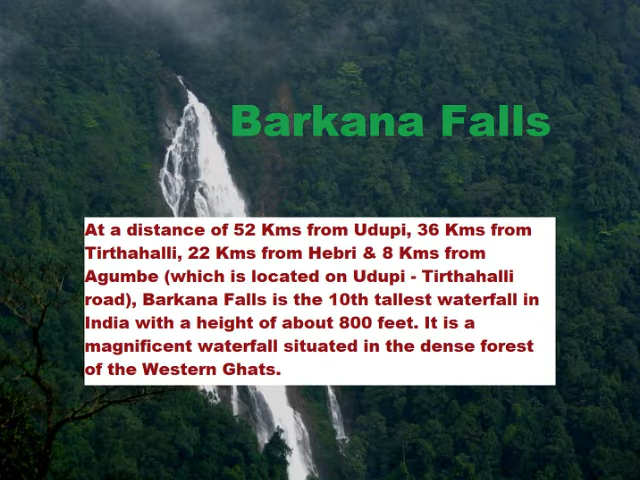 Barkana Falls
At a distance of 52 Kms from Udupi, 36 Kms from
Tirthahalli, 22 Kms from Hebri & 8 Kms from
Agumbe (which is located on Udupi - Tirthahalli
road), Barkana Falls is the 10th tallest waterfall in
India with a height of about 800 feet. It is a
magnificent waterfall situated in the dense forest
of the Western Ghats.